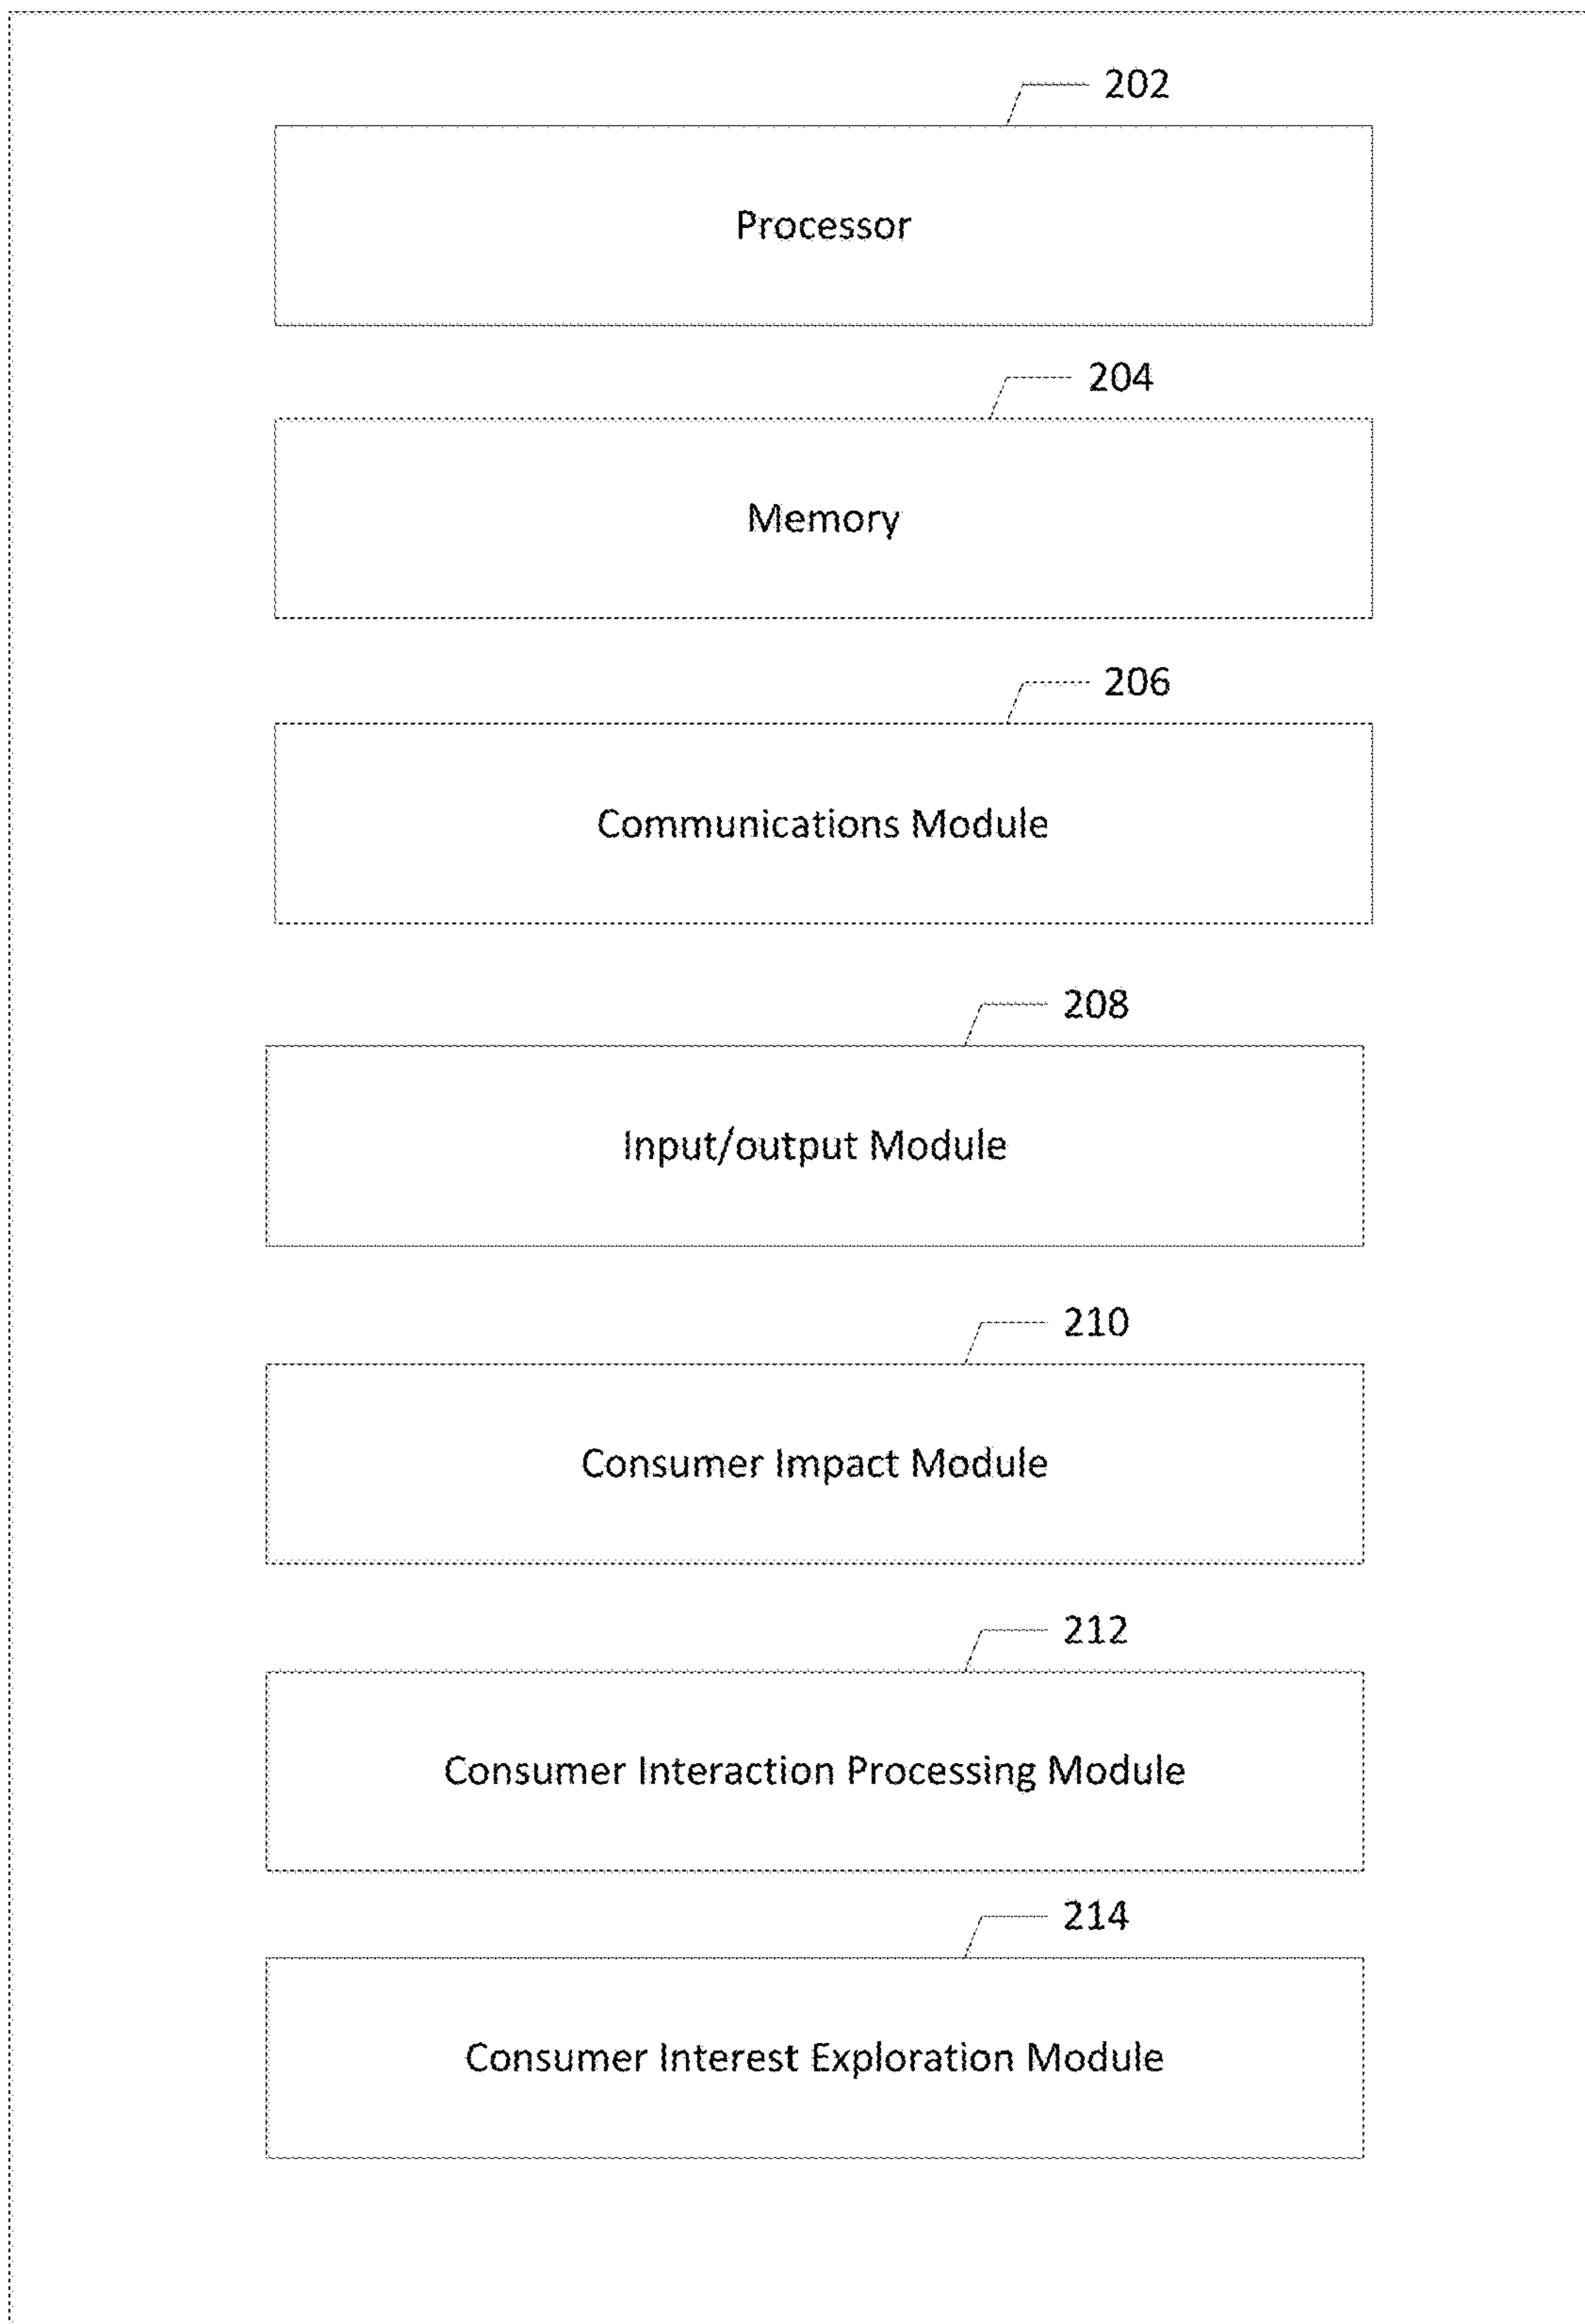 202
Processor
204
Memory
206
Communications Module
208
Input/output Module
210
Consumer Impact Module
212
Consumer Interaction Processing Module
214
Consumer Interest Exploration Module